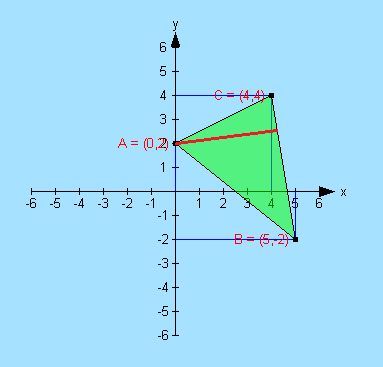 y
6
5
4
C = (4,4)
3
A = (0,2)
2
1
-6 -5 -4 -3 -2 -1 1 2 3 4 5 6 x
-1
-2
B = (5,-2)
-3
-4
-5
-6